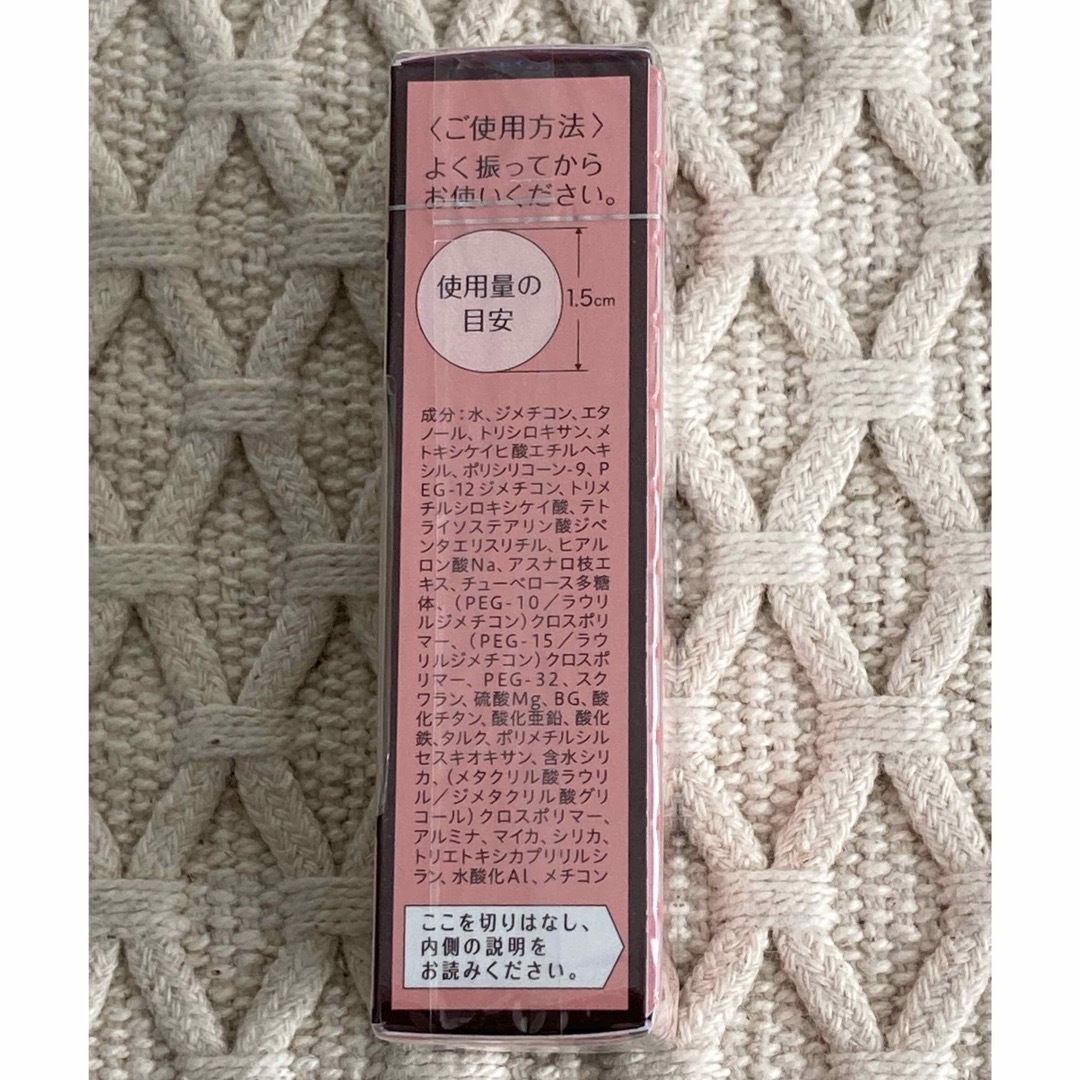 〈ご使用方法〉
よく振ってから
お使いください。
使用量の
目安
1.5cm
成分：水、ジメチコン、エタ
ノール、トリシロキサン、メ
トキシケイヒ酸エチルヘキ
シル、ポリシリコーン-9、P
EG-12ジメチコン、トリメ
チルシロキシケイ酸、テト
ライソステアリン酸ジペ
ンタエリスリチル、ヒアル
ロン酸Na、アスナロ枝エ
キス、チューベロース多糖
体、（PEG-10／ラウリ
ルジメチコン）クロスポリ
マー、（PEG-15／ラウ
リルジメチコン）クロスポ
リマー、PEG-32、スク
ワラン、硫酸Mg、BG、酸
化チタン、酸化亜鉛、酸化
鉄、タルク、ポリメチルシル
セスキオキサン、含水シリ
カ、（メタクリル酸ラウリ
ル／ジメタクリル酸グリ
コール）クロスポリマー、
アルミナ、マイカ、シリカ、
トリエトキシカプリリルシ
ラン、水酸化Al、メチコン
ここを切りはなし、
内側の説明を
お読みください。